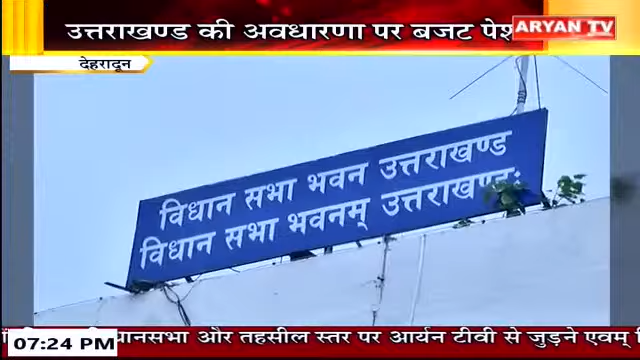 उत्तराखण्ड की अवधारणा पर बजट
ARYAN TV
देहरादून
विधान सभा भवन उत्तराखण्ड
विधान सभा भवनम् उत्तराखण्डः
और तहसील स्तर पर आर्यन टीवी से जुड़ने एवम्
07:24 PM